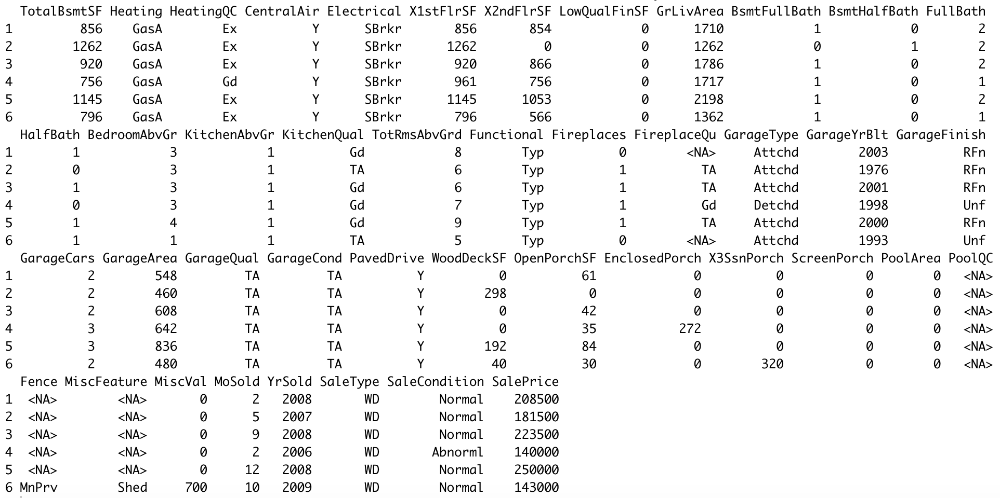 TotalBsmtSF Heating HeatingQC CentralAir Electrical X1stFlrSF X2ndFlrSF LowQualFinSF GrLivArea BsmtFullBath BsmtHalfBath FullBath
1 856 GasA Ex Y SBrkr 856 854 0 1710 1 0 2
2 1262 GasA Ex Y SBrkr 1262 0 0 1262 0 1 2
3 920 GasA Ex Y SBrkr 920 866 0 1786 1 0 2
4 756 GasA Gd Y SBrkr 961 756 0 1717 1 0 1
5 1145 GasA Ex Y SBrkr 1145 1053 0 2198 1 0 2
6 796 GasA Ex Y SBrkr 796 566 0 1362 1 0 1
HalfBath BedroomAbvGr KitchenAbvGr KitchenQual TotRmsAbvGrd Functional Fireplaces FireplaceQu GarageType GarageYrBlt GarageFinish
1 1 3 1 Gd 8 Typ 0 <NA> Attchd 2003 RFn
2 0 3 1 TA 6 Typ 1 TA Attchd 1976 RFn
3 1 3 1 Gd 6 Typ 1 TA Attchd 2001 RFn
4 0 3 1 Gd 7 Typ 1 Gd Detchd 1998 Unf
5 1 4 1 Gd 9 Typ 1 TA Attchd 2000 RFn
6 1 1 1 TA 5 Typ 0 <NA> Attchd 1993 Unf
GarageCars GarageArea GarageQual GarageCond PavedDrive WoodDeckSF OpenPorchSF EnclosedPorch X3SsnPorch ScreenPorch PoolArea PoolQC
1 2 548 TA TA Y 0 61 0 0 0 0 <NA>
2 2 460 TA TA Y 298 0 0 0 0 0 <NA>
3 2 608 TA TA Y 0 42 0 0 0 0 <NA>
4 3 642 TA TA Y 0 35 272 0 0 0 <NA>
5 3 836 TA TA Y 192 84 0 0 0 0 <NA>
6 2 480 TA TA Y 40 30 0 320 0 0 <NA>
Fence MiscFeature MiscVal MoSold YrSold SaleType SaleCondition SalePrice
1 <NA> <NA> 0 2 2008 WD Normal 208500
2 <NA> <NA> 0 5 2007 WD Normal 181500
3 <NA> <NA> 0 9 2008 WD Normal 223500
4 <NA> <NA> 0 2 2006 WD Abnorml 140000
5 <NA> <NA> 0 12 2008 WD Normal 250000
6 MnPrv Shed 700 10 2009 WD Normal 143000